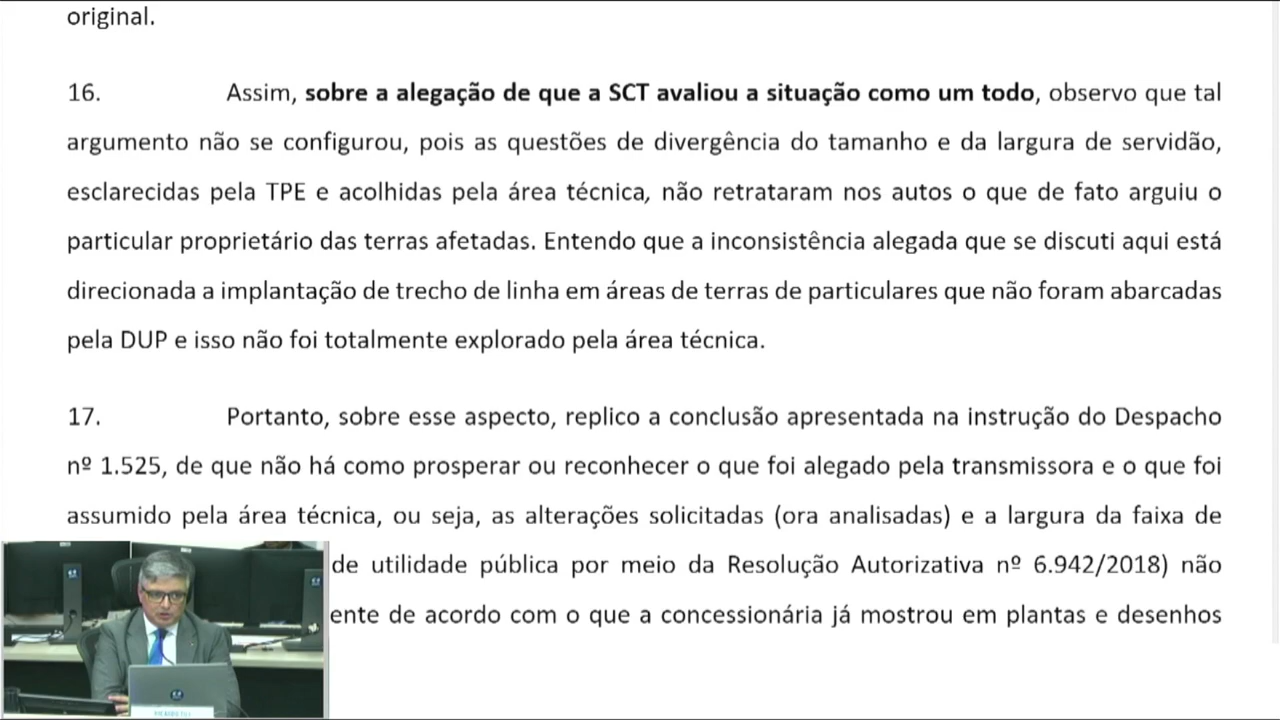 original.
16. Assim, sobre a alegação de que a SCT avaliou a situação como um todo, observo que tal
argumento não se configurou, pois as questões de divergência do tamanho e da largura de servidão,
esclarecidas pela TPE e acolhidas pela área técnica, não retrataram nos autos o que de fato arguiu o
particular proprietário das terras afetadas. Entendo que a inconsistência alegada que se discuti aqui está
direcionada a implantação de trecho de linha em áreas de terras de particulares que não foram abarcadas
pela DUP e isso não foi totalmente explorado pela área técnica.
17. Portanto, sobre esse aspecto, replico a conclusão apresentada na instrução do Despacho
nº 1.525, de que não há como prosperar ou reconhecer o que foi alegado pela transmissora e o que foi
assumido pela área técnica, ou seja, as alterações solicitadas (ora analisadas) e a largura da faixa de
de utilidade pública por meio da Resolução Autorizativa nº 6.942/2018) não
ente de acordo com o que a concessionária já mostrou em plantas e desenhos